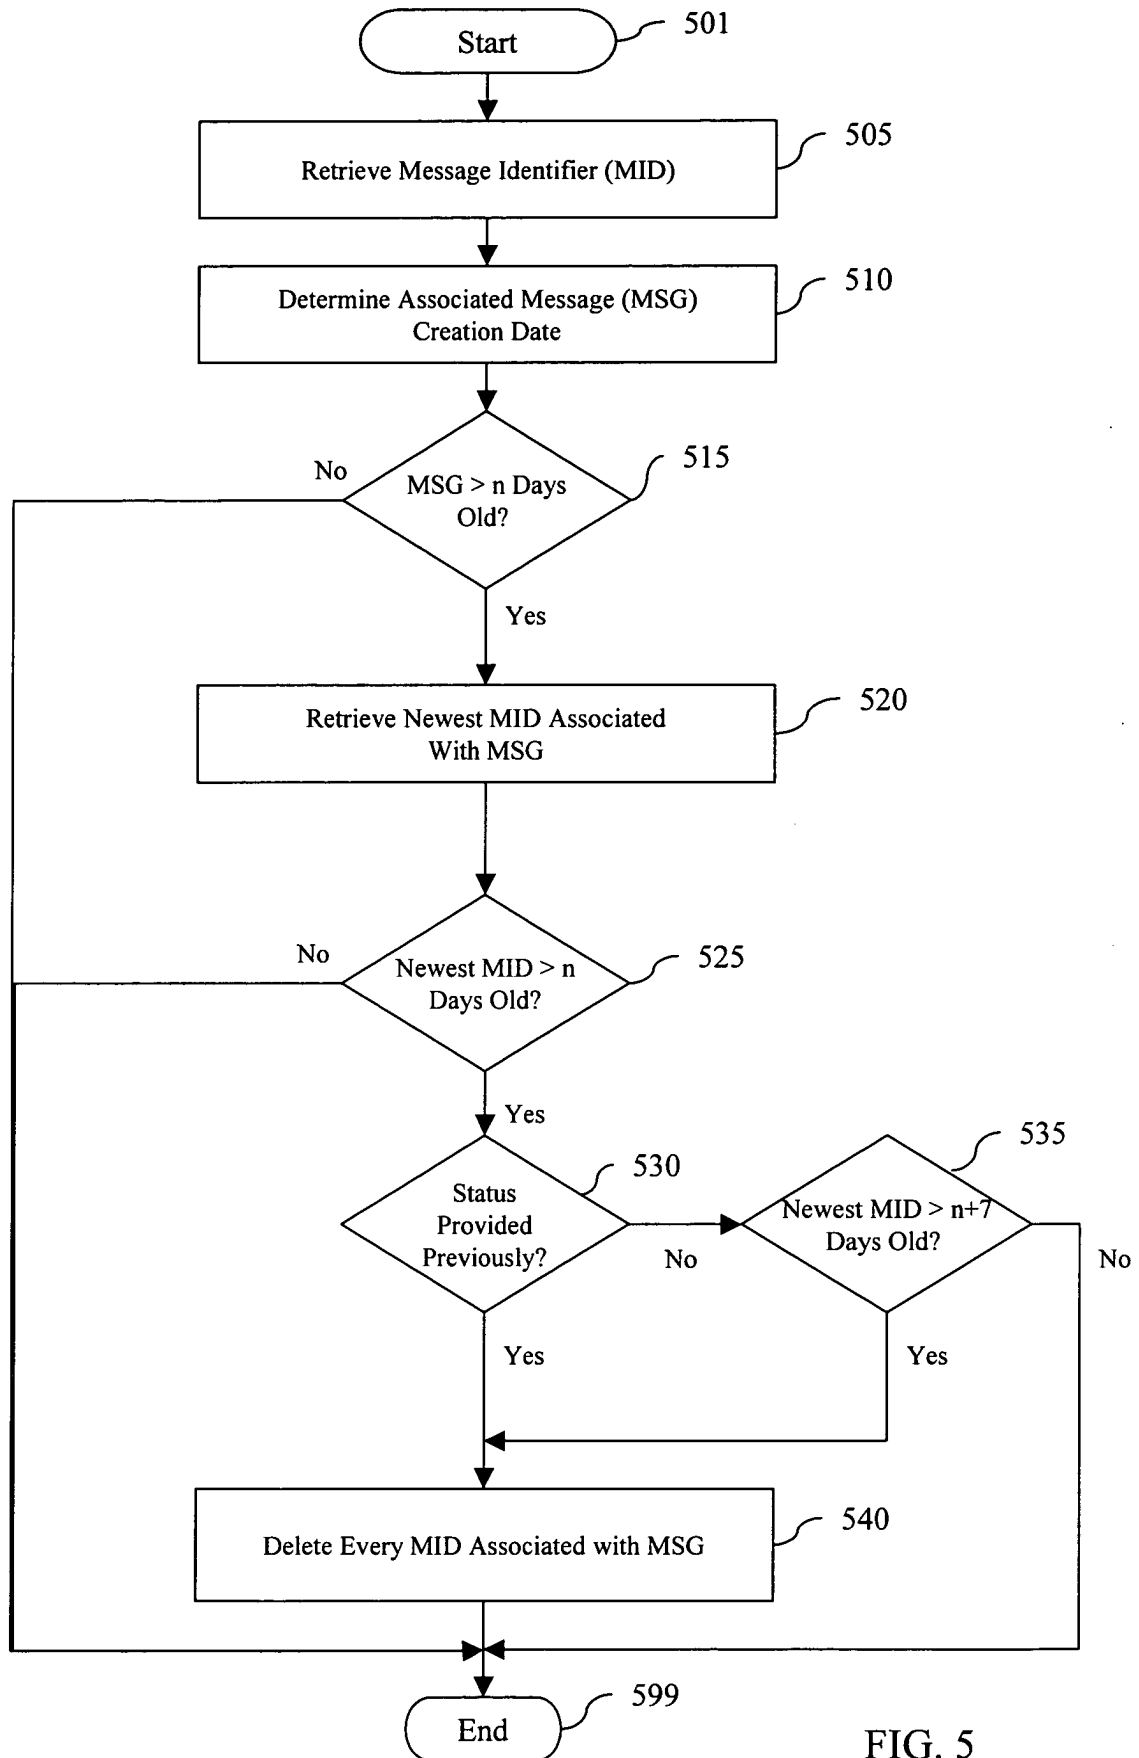 Start
501
Retrieve Message Identifier (MID)
505
Determine Associated Message (MSG)
Creation Date
510
No
MSG > n Days
Old?
515
Yes
Retrieve Newest MID Associated
With MSG
520
No
Newest MID > n
Days Old?
525
Yes
Status
Provided
Previously?
530
No
Newest MID > n+7
Days Old?
535
No
Yes
Yes
Delete Every MID Associated with MSG
540
End
599
FIG. 5